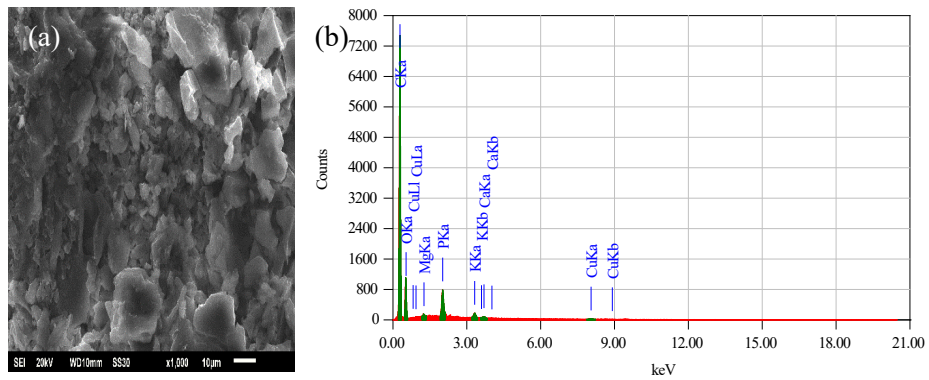 (a)
SEI 20kV WD10mm SS30 x1,000 10μm
(b)
8000
7200
6400
5600
4800
4000
3200
2400
1600
800
0
Counts
CKa
OKa
CuLl
CuLa
MgKa
PKa
KKa
KKb
CaKa
CaKb
CuKa
CuKb
0.00 3.00 6.00 9.00 12.00 15.00 18.00 21.00
keV